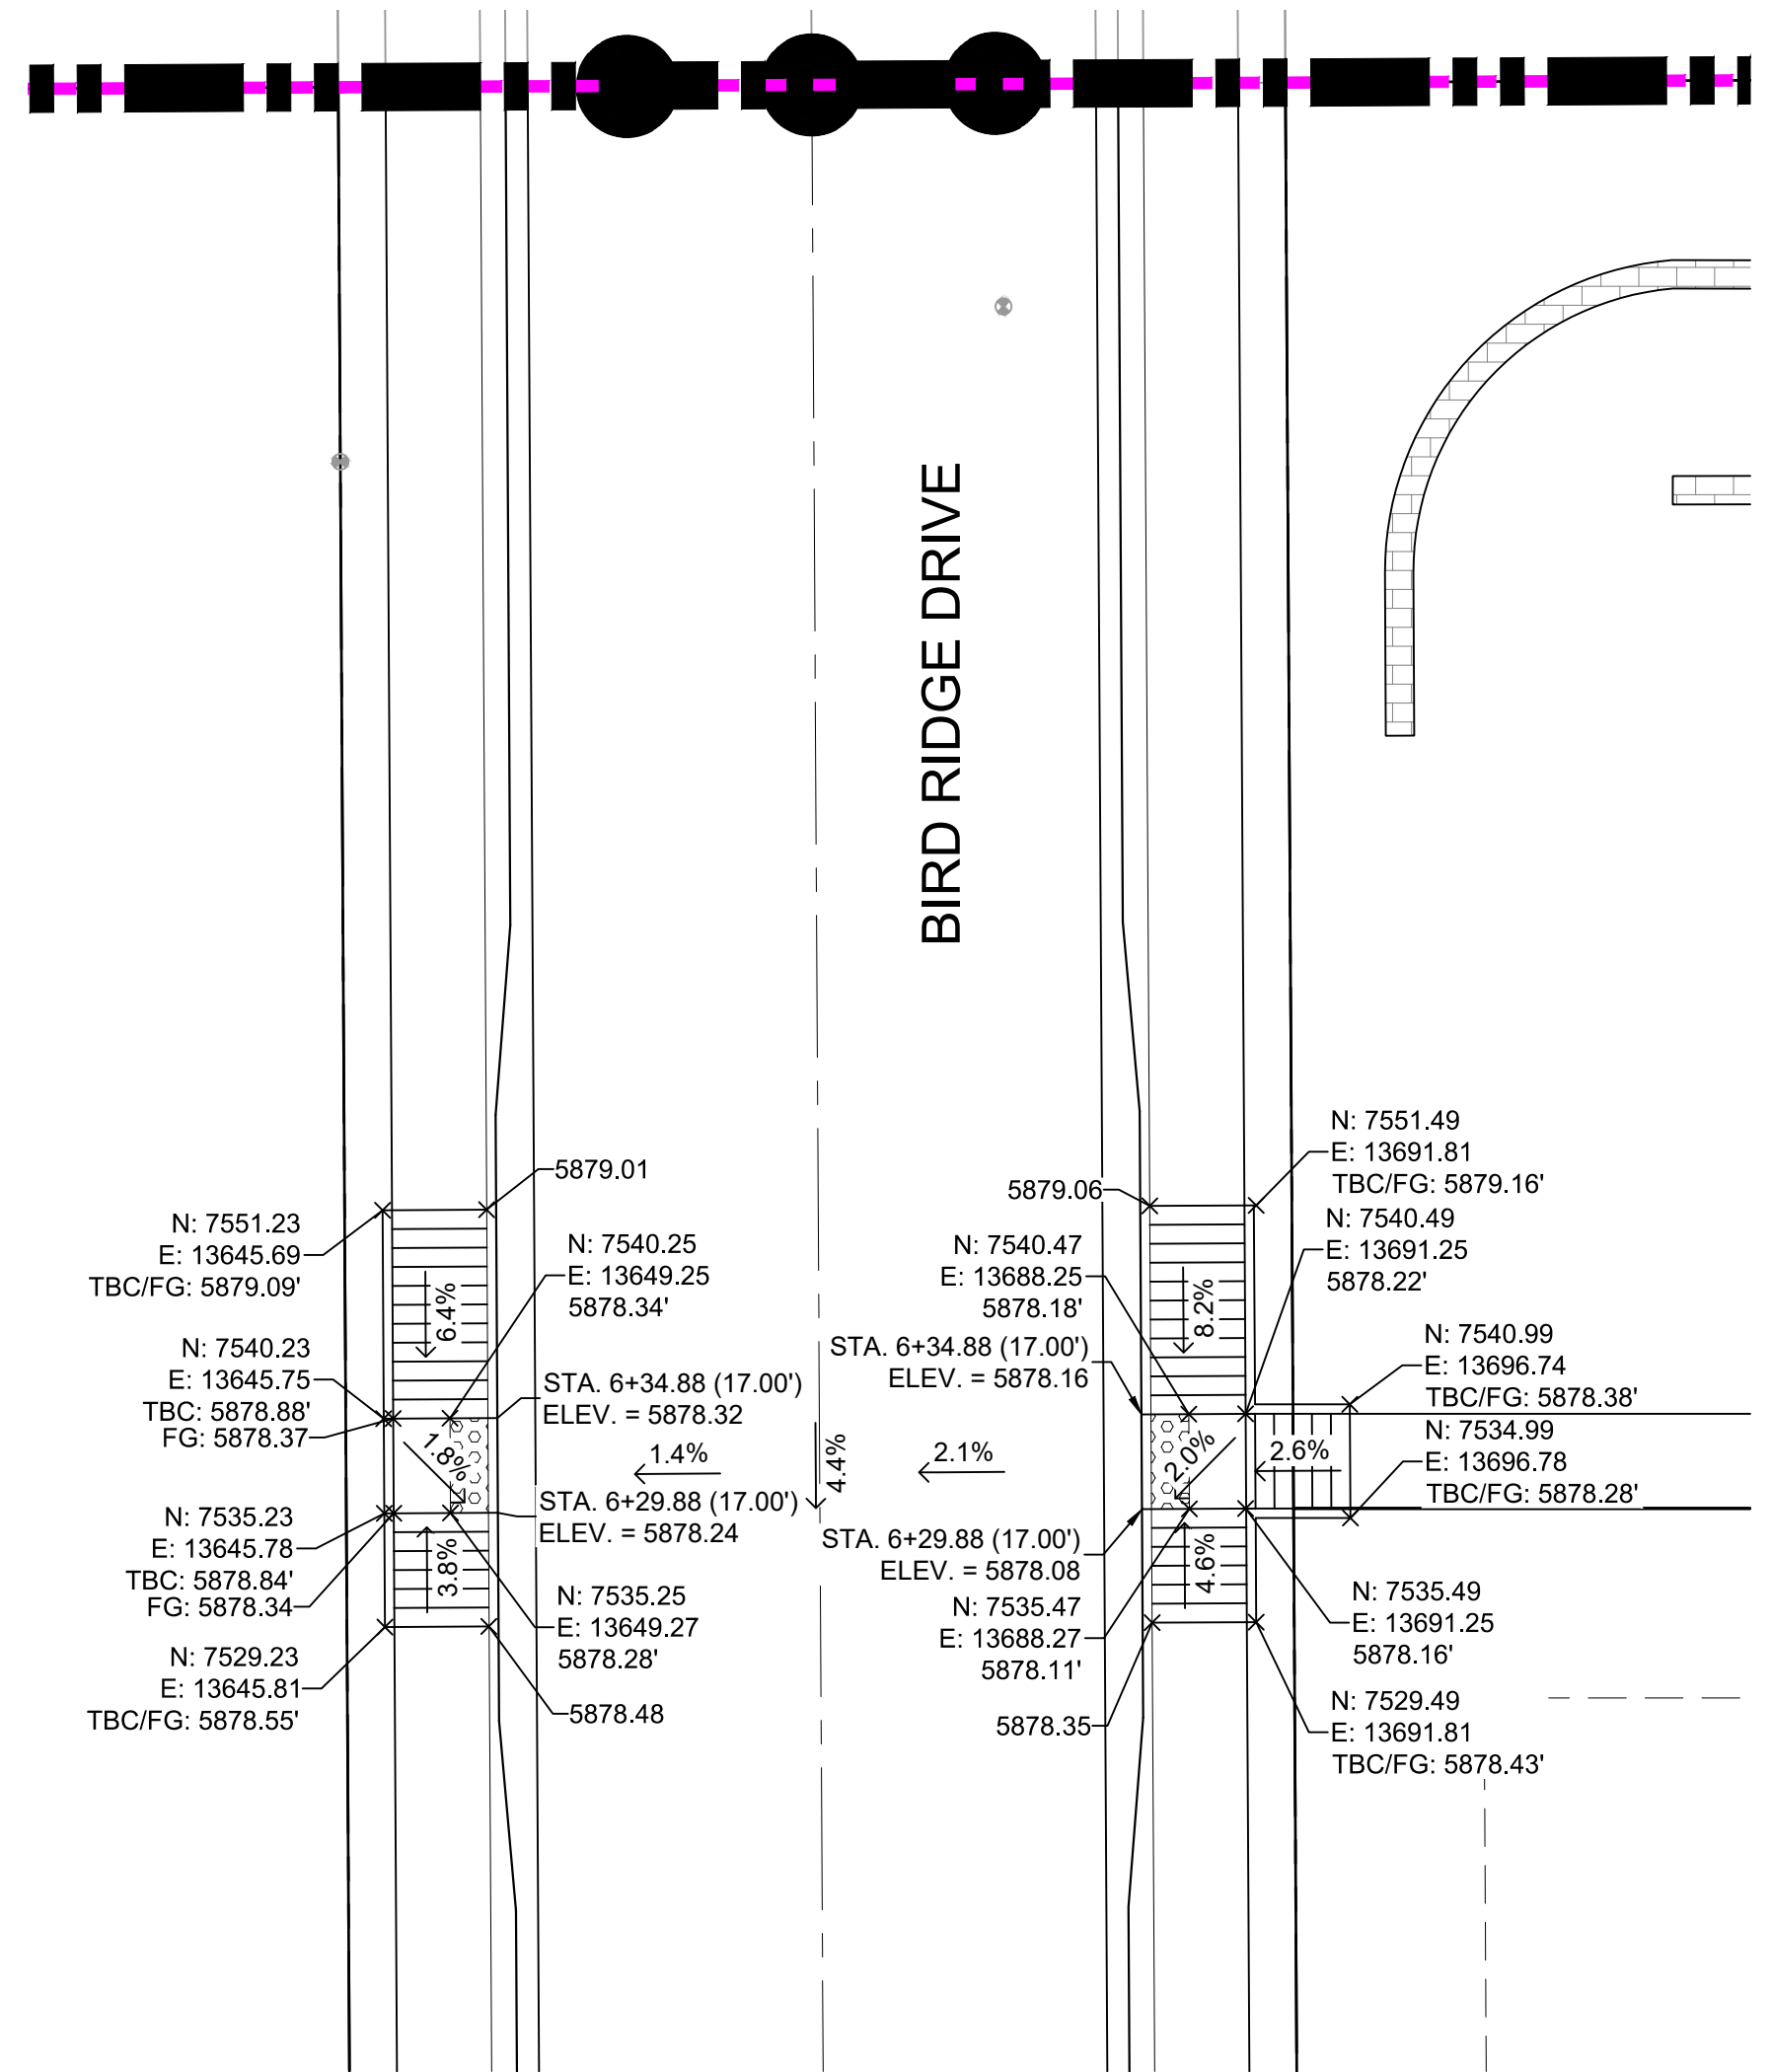 BIRD RIDGE DRIVE
5879.01
N: 7551.23
E: 13645.69
TBC/FG: 5879.09'
N: 7540.25
E: 13649.25
5878.34'
6.4%
N: 7540.23
E: 13645.75
TBC: 5878.88'
FG: 5878.37
STA. 6+34.88 (17.00')
ELEV. = 5878.32
1.8%
1.4%
4.4%
2.1%
STA. 6+29.88 (17.00')
ELEV. = 5878.24
N: 7535.23
E: 13645.78
TBC: 5878.84'
FG: 5878.34
3.8%
N: 7535.25
E: 13649.27
5878.28'
N: 7529.23
E: 13645.81
TBC/FG: 5878.55'
5878.48
N: 7551.49
E: 13691.81
TBC/FG: 5879.16'
5879.06
N: 7540.49
E: 13691.25
5878.22'
N: 7540.47
E: 13688.25
5878.18'
8.2%
STA. 6+34.88 (17.00')
ELEV. = 5878.16
N: 7540.99
E: 13696.74
TBC/FG: 5878.38'
N: 7534.99
E: 13696.78
TBC/FG: 5878.28'
2.0%
2.6%
STA. 6+29.88 (17.00')
ELEV. = 5878.08
4.6%
N: 7535.47
E: 13688.27
5878.11'
N: 7535.49
E: 13691.25
5878.16'
5878.35
N: 7529.49
E: 13691.81
TBC/FG: 5878.43'